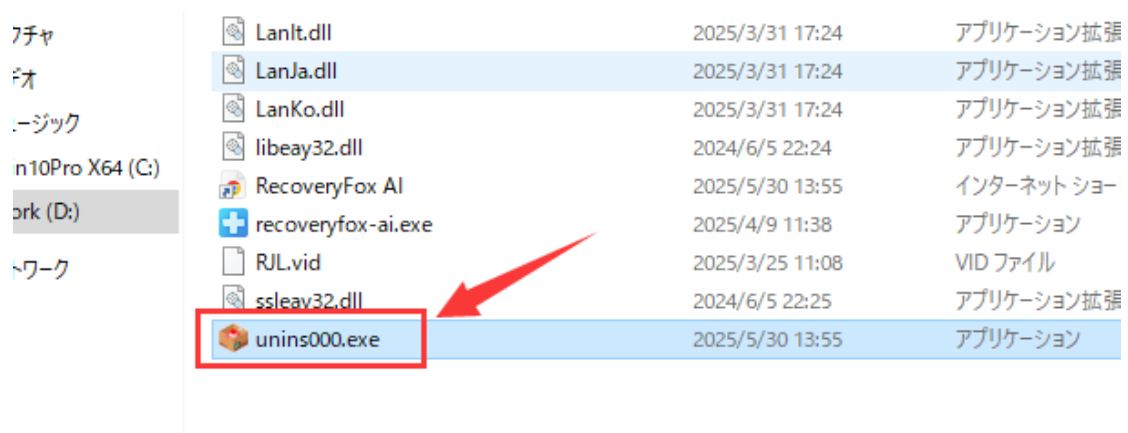 フチャ
デオ
ュージック
in10Pro X64 (C:)
ork (D:)
トワーク
LanIt.dll 2025/3/31 17:24 アプリケーション拡張
LanJa.dll 2025/3/31 17:24 アプリケーション拡張
LanKo.dll 2025/3/31 17:24 アプリケーション拡張
libeay32.dll 2024/6/5 22:24 アプリケーション拡張
RecoveryFox AI 2025/5/30 13:55 インターネット ショー
recoveryfox-ai.exe 2025/4/9 11:38 アプリケーション
RJL.vid 2025/3/25 11:08 VID ファイル
ssleay32.dll 2024/6/5 22:25 アプリケーション拡張
unins000.exe 2025/5/30 13:55 アプリケーション